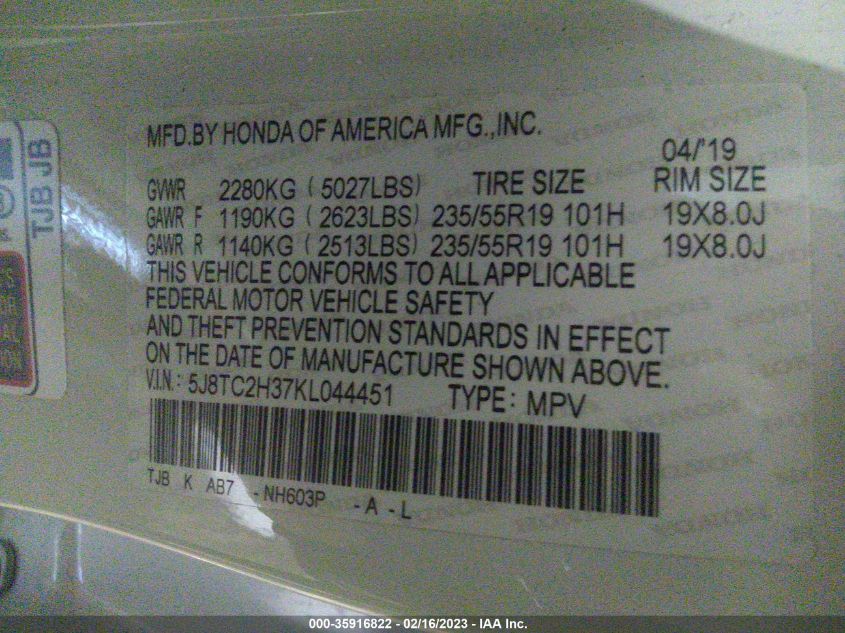 MFD.BY HONDA OF AMERICA MFG.,INC.
04/'19
GVWR 2280KG (5027LBS) TIRE SIZE RIM SIZE
GAWR F 1190KG (2623LBS) 235/55R19 101H 19X8.0J
GAWR R 1140KG (2513LBS) 235/55R19 101H 19X8.0J
THIS VEHICLE CONFORMS TO ALL APPLICABLE
FEDERAL MOTOR VEHICLE SAFETY
AND THEFT PREVENTION STANDARDS IN EFFECT
ON THE DATE OF MANUFACTURE SHOWN ABOVE.
V.I.N.: 5J8TC2H37KL044451 TYPE: MPV
TJB K AB7 -NH603P -A -L
TJB JB
000-35916822 - 02/16/2023 - IAA Inc.